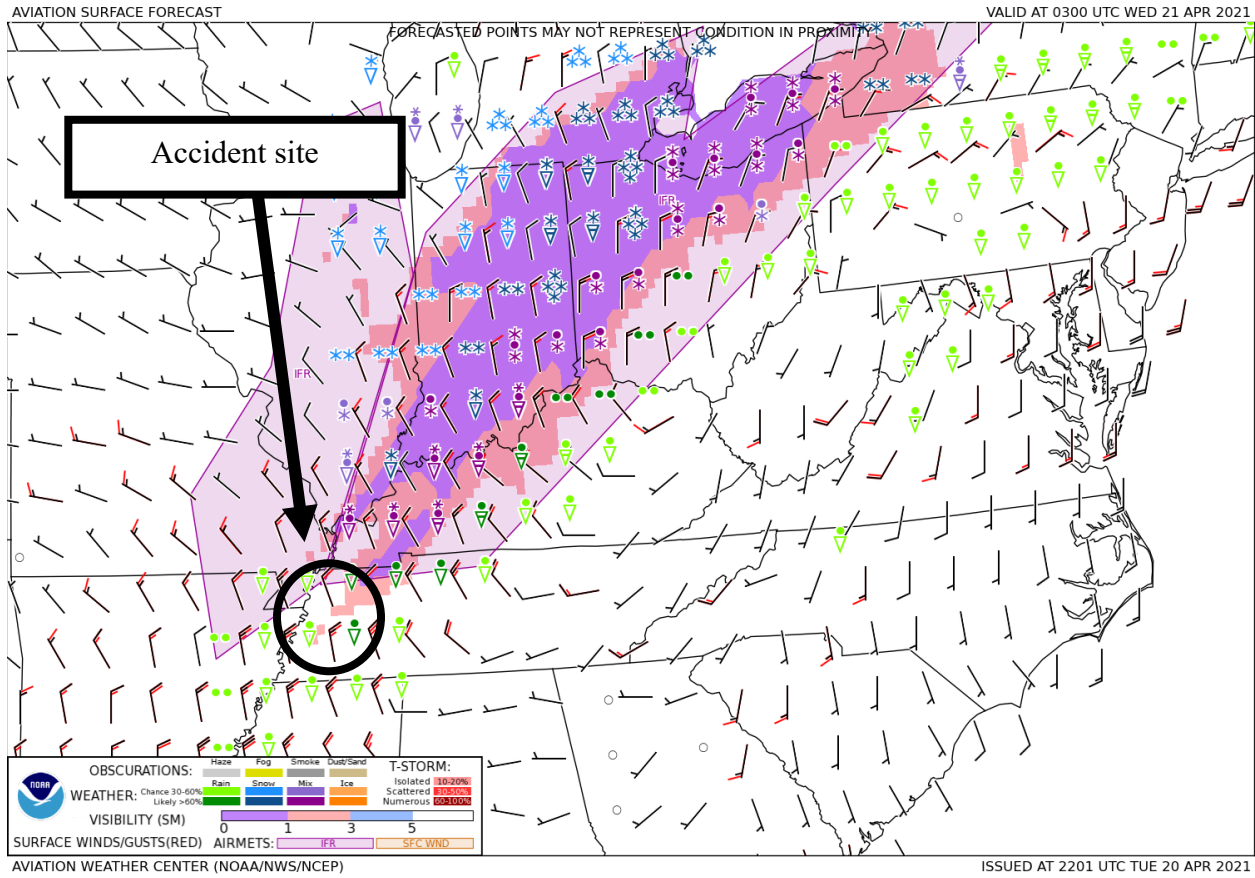 AVIATION SURFACE FORECAST VALID AT 0300 UTC WED 21 APR 2021
FORECASTED POINTS MAY NOT REPRESENT CONDITION IN PROXIMITY
Accident site
IFR
IFR
Haze Fog Smoke Dust/Sand T-STORM:
OBSCURATIONS:
Rain Snow Mix Ice Isolated 10-20%
WEATHER: Chance 30-60% Scattered 30-50%
Likely >60% Numerous 60-100%
VISIBILITY (SM)
0 1 3 5
SURFACE WINDS/GUSTS(RED) AIRMETS: IFR SFC WND
NOAA
AVIATION WEATHER CENTER (NOAA/NWS/NCEP) ISSUED AT 2201 UTC TUE 20 APR 2021